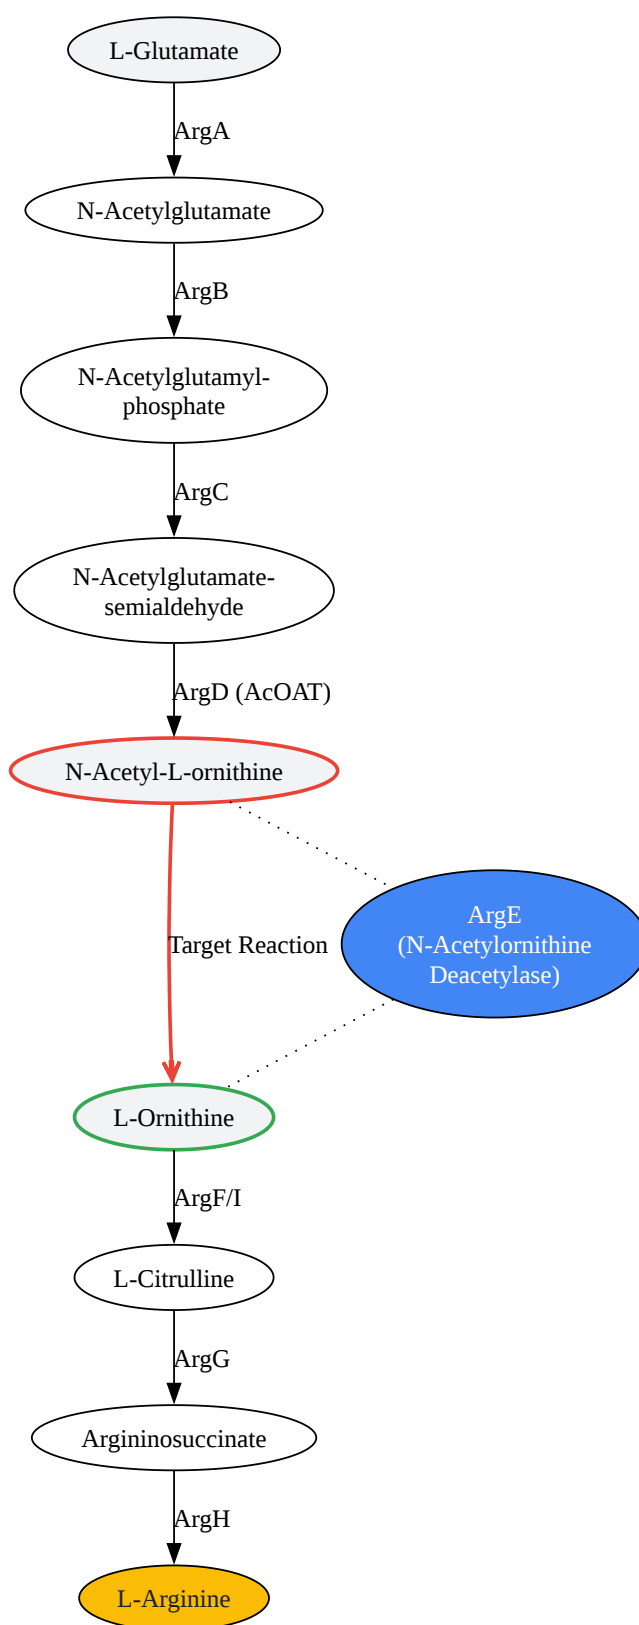 L-Glutamate
ArgA
N-Acetylglutamate
ArgB
N-Acetylglutamyl-
phosphate
ArgC
N-Acetylglutamate-
semialdehyde
ArgD (AcOAT)
N-Acetyl-L-ornithine
ArgE
(N-Acetylornithine
Deacetylase)
Target Reaction
L-Ornithine
ArgF/I
L-Citrulline
ArgG
Argininosuccinate
ArgH
L-Arginine